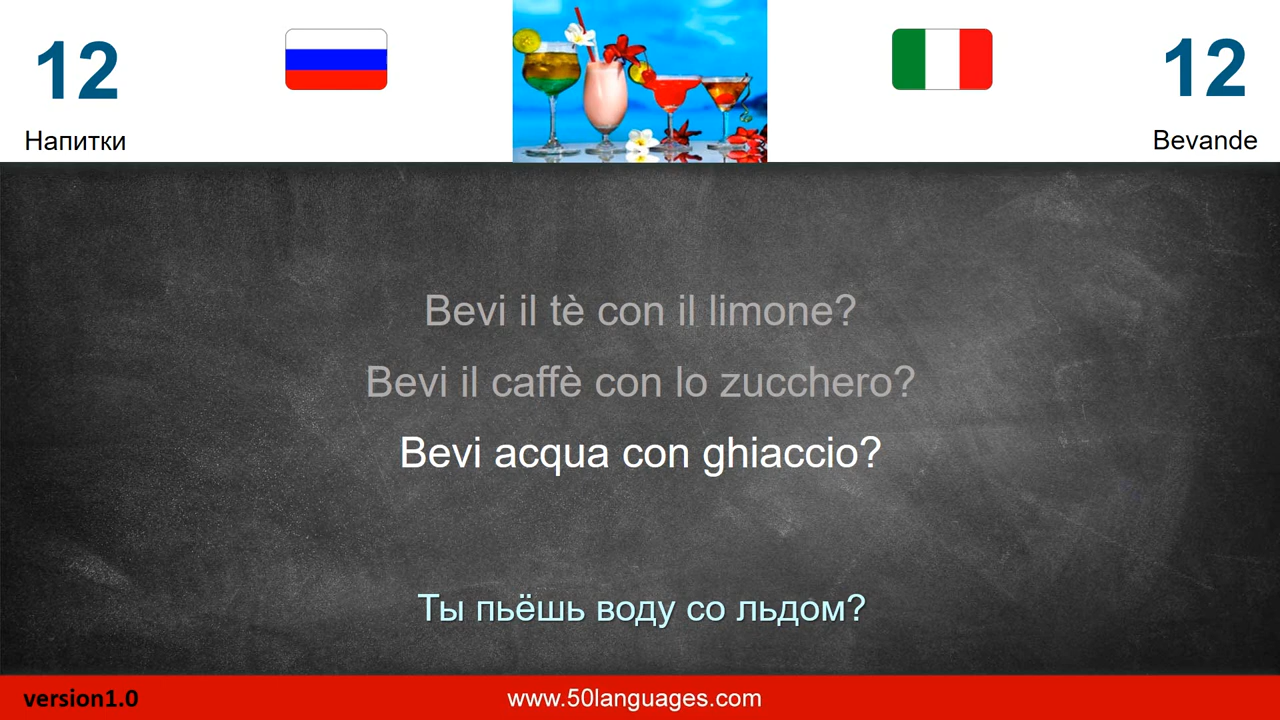 12
12
Напитки
Bevande
Bevi il tè con il limone?
Bevi il caffè con lo zucchero?
Bevi acqua con ghiaccio?
Ты пьёшь воду со льдом?
version1.0
www.50languages.com